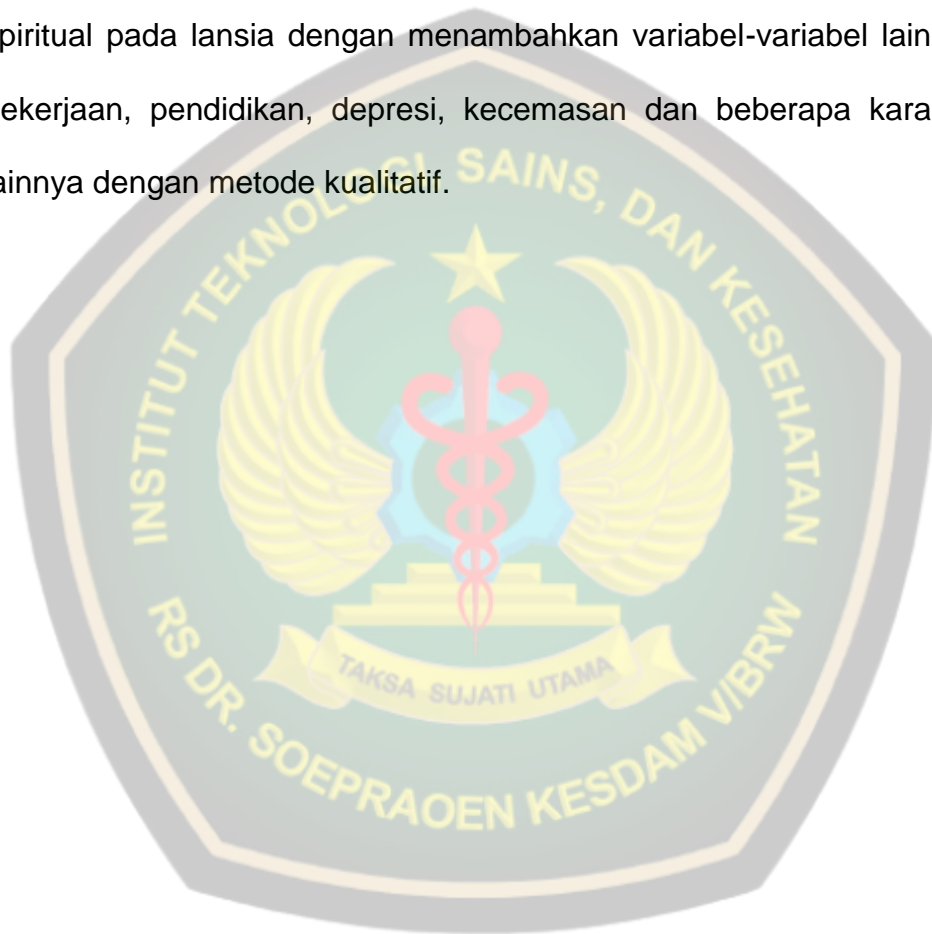 piritual pada lansia dengan menambahkan variabel-variabel lain
ekerjaan, pendidikan, depresi, kecemasan dan beberapa kara
ainnya dengan metode kualitatif.
INSTITUT TEKNOLOGI, SAINS, DAN KESEHATAN
TAKSA SUJATI UTAMA
RS DR. SOEPRAOEN KESDAM V/BRW